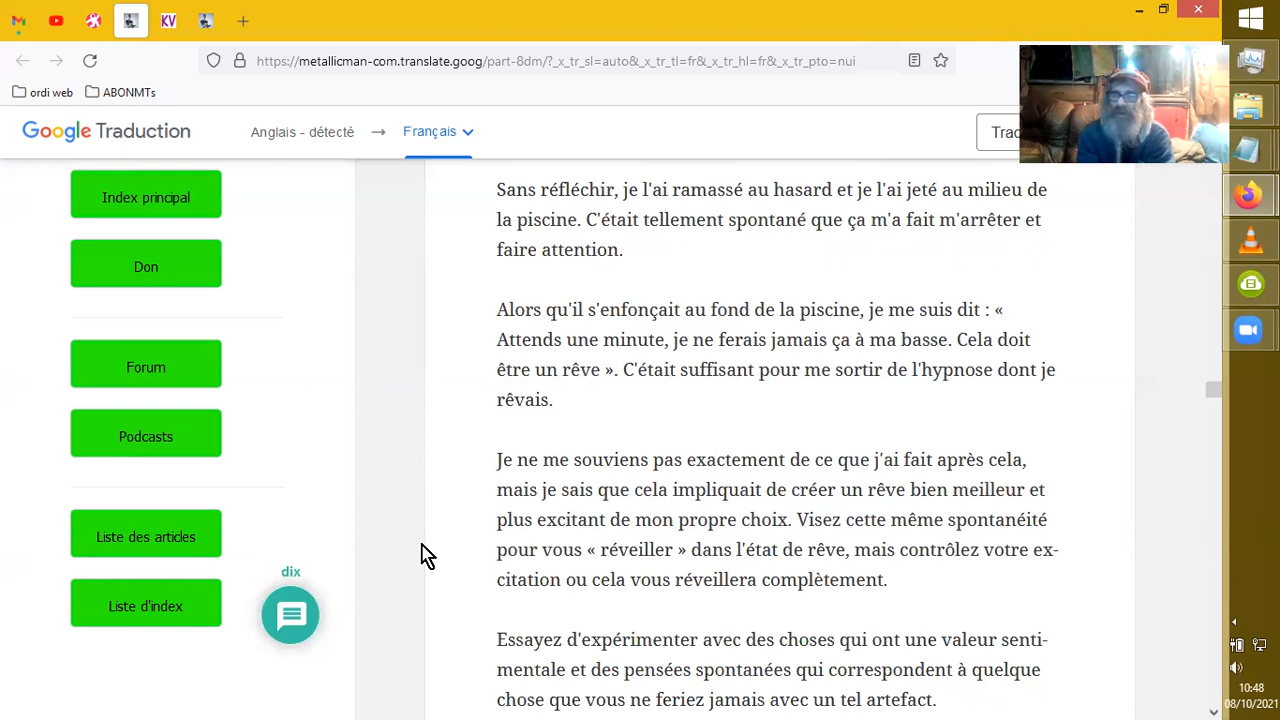 KV
https://metallicman-com.translate.goog/part-8dm/?_x_tr_sl=auto&_x_tr_tl=fr&_x_tr_hl=fr&_x_tr_pto=nui
ordi web
ABONMTs
Google Traduction
Anglais - détecté
Français
Trad
Index principal
Don
Forum
Podcasts
Liste des articles
Liste d'index
dix
Sans réfléchir, je l'ai ramassé au hasard et je l'ai jeté au milieu de
la piscine. C'était tellement spontané que ça m'a fait m'arrêter et
faire attention.
Alors qu'il s'enfonçait au fond de la piscine, je me suis dit : «
Attends une minute, je ne ferais jamais ça à ma basse. Cela doit
être un rêve ». C'était suffisant pour me sortir de l'hypnose dont je
rêvais.
Je ne me souviens pas exactement de ce que j'ai fait après cela,
mais je sais que cela impliquait de créer un rêve bien meilleur et
plus excitant de mon propre choix. Visez cette même spontanéité
pour vous « réveiller » dans l'état de rêve, mais contrôlez votre ex-
citation ou cela vous réveillera complètement.
Essayez d'expérimenter avec des choses qui ont une valeur senti-
mentale et des pensées spontanées qui correspondent à quelque
chose que vous ne feriez jamais avec un tel artefact.
10:48
08/10/2021